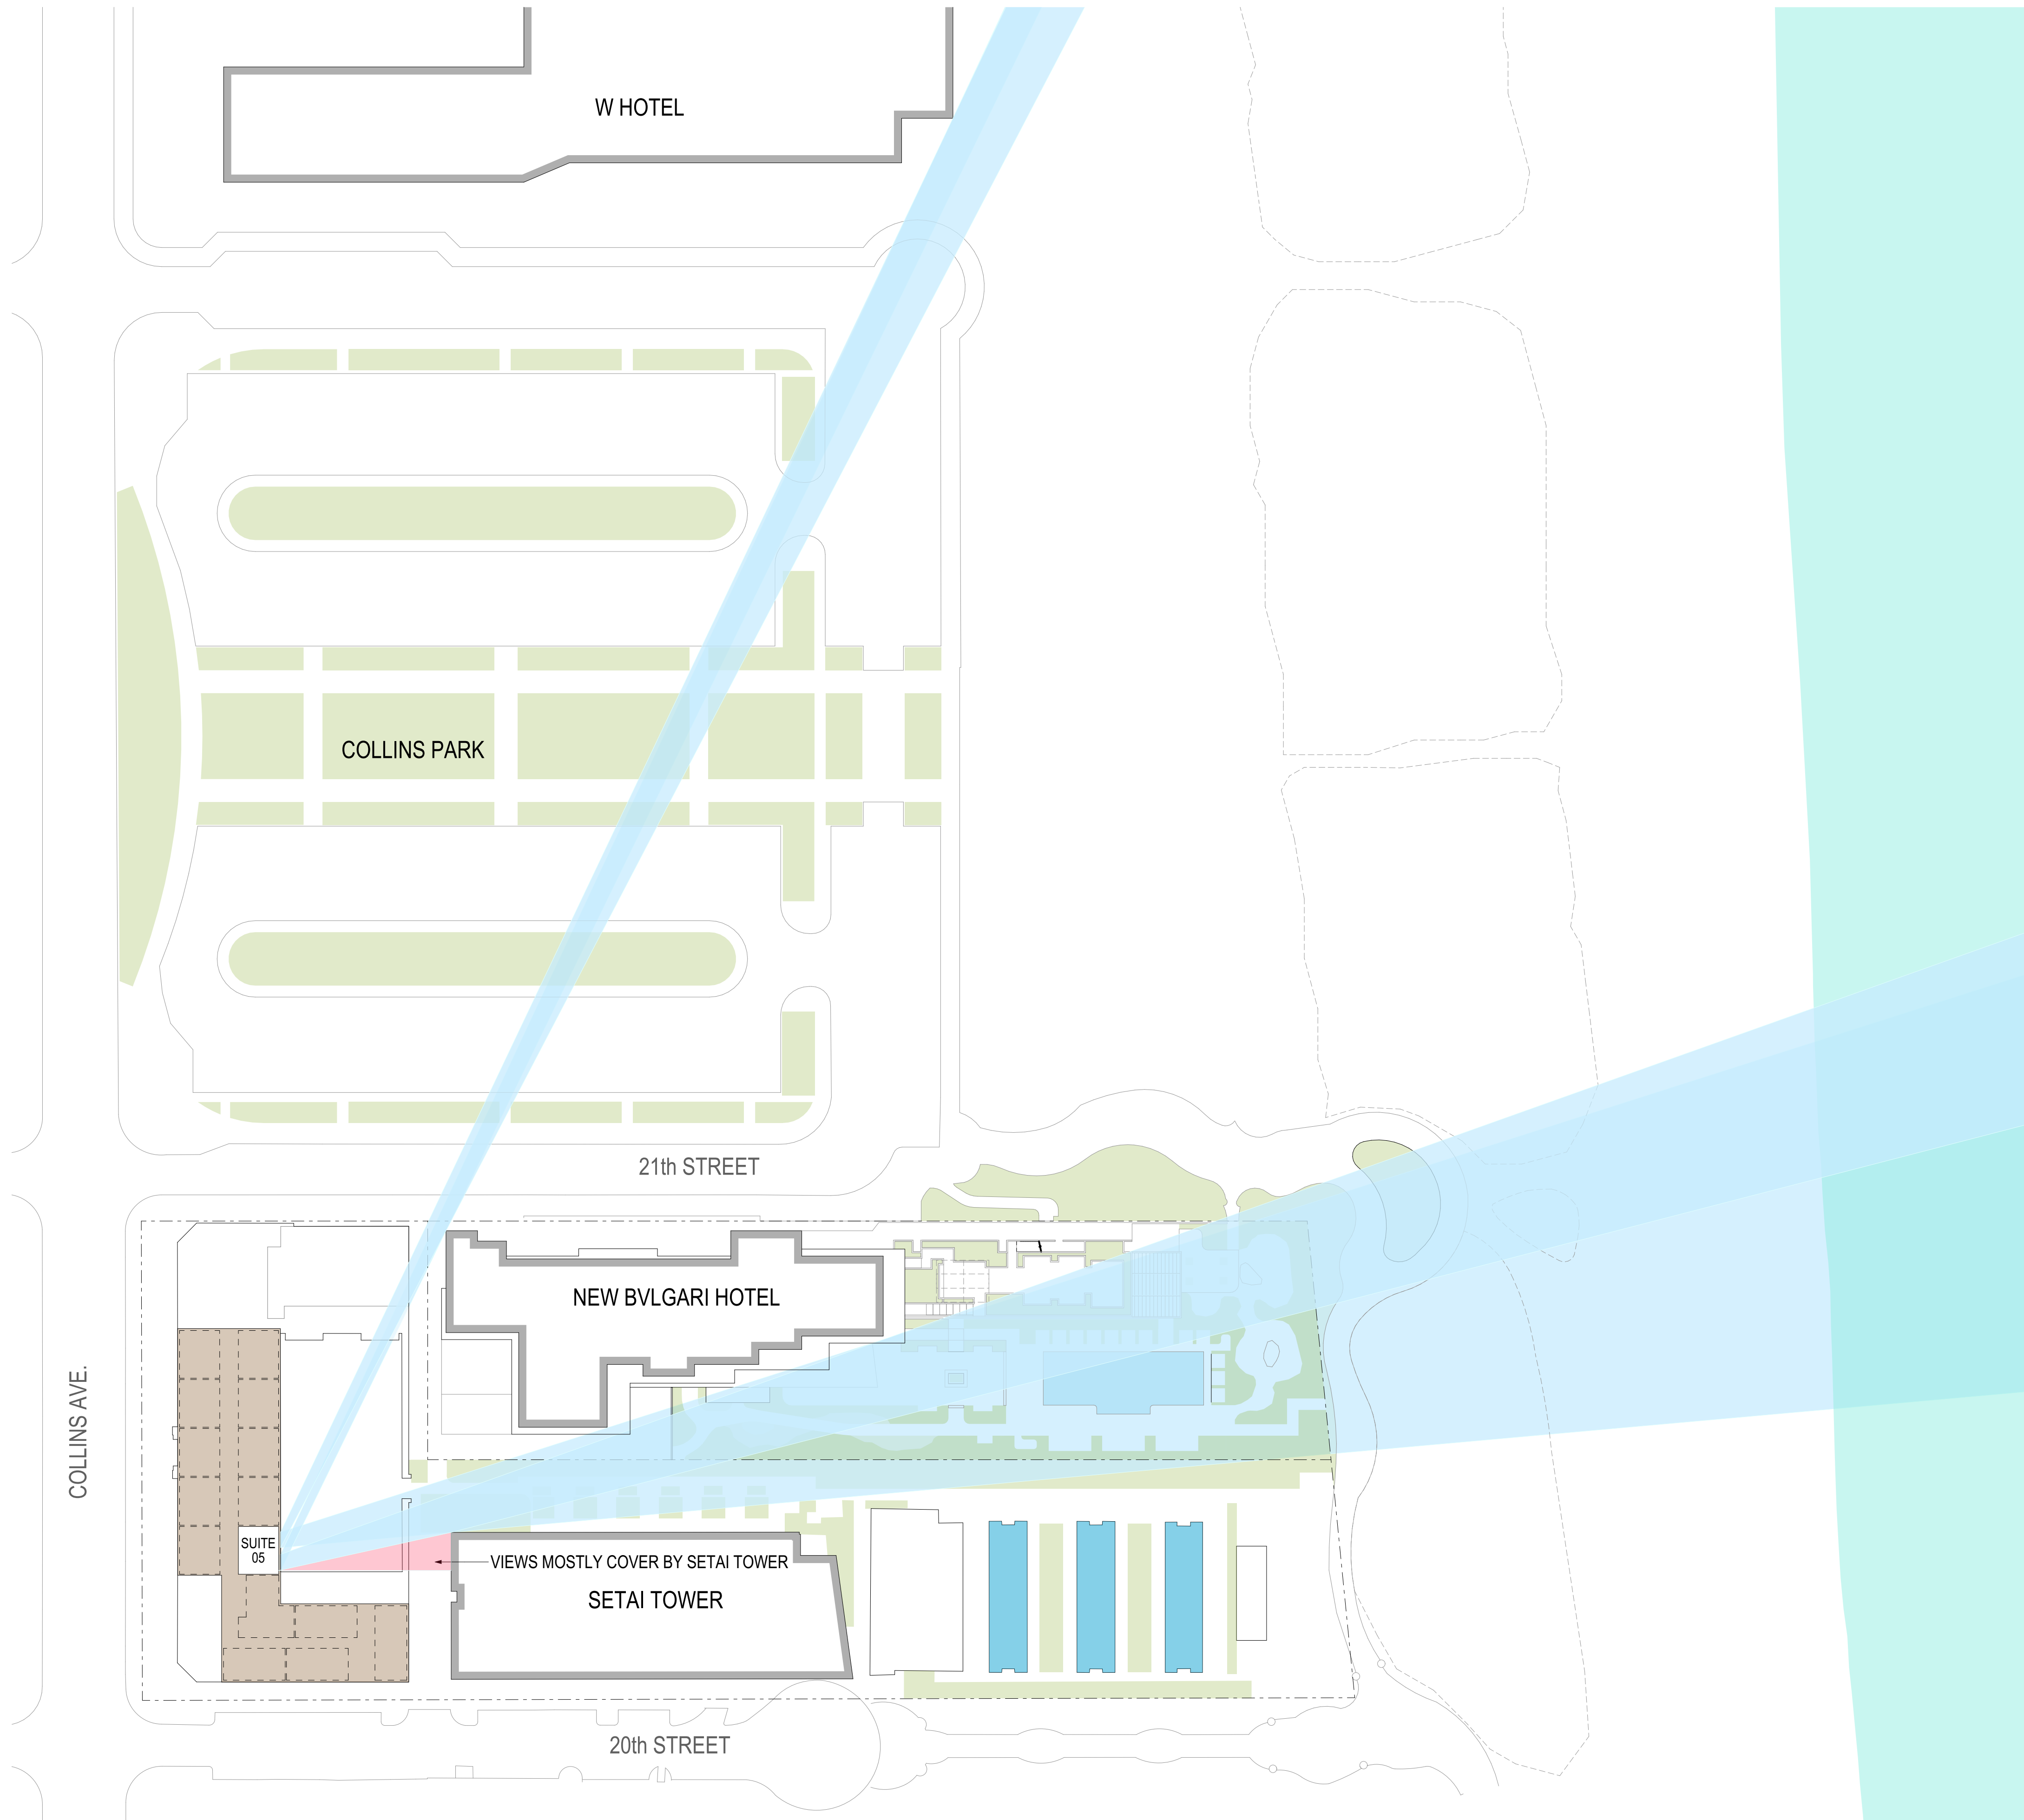 W HOTEL
COLLINS PARK
21th STREET
NEW BVLGARI HOTEL
COLLINS AVE.
SUITE
05
VIEWS MOSTLY COVER BY SETAI TOWER
SETAI TOWER
20th STREET